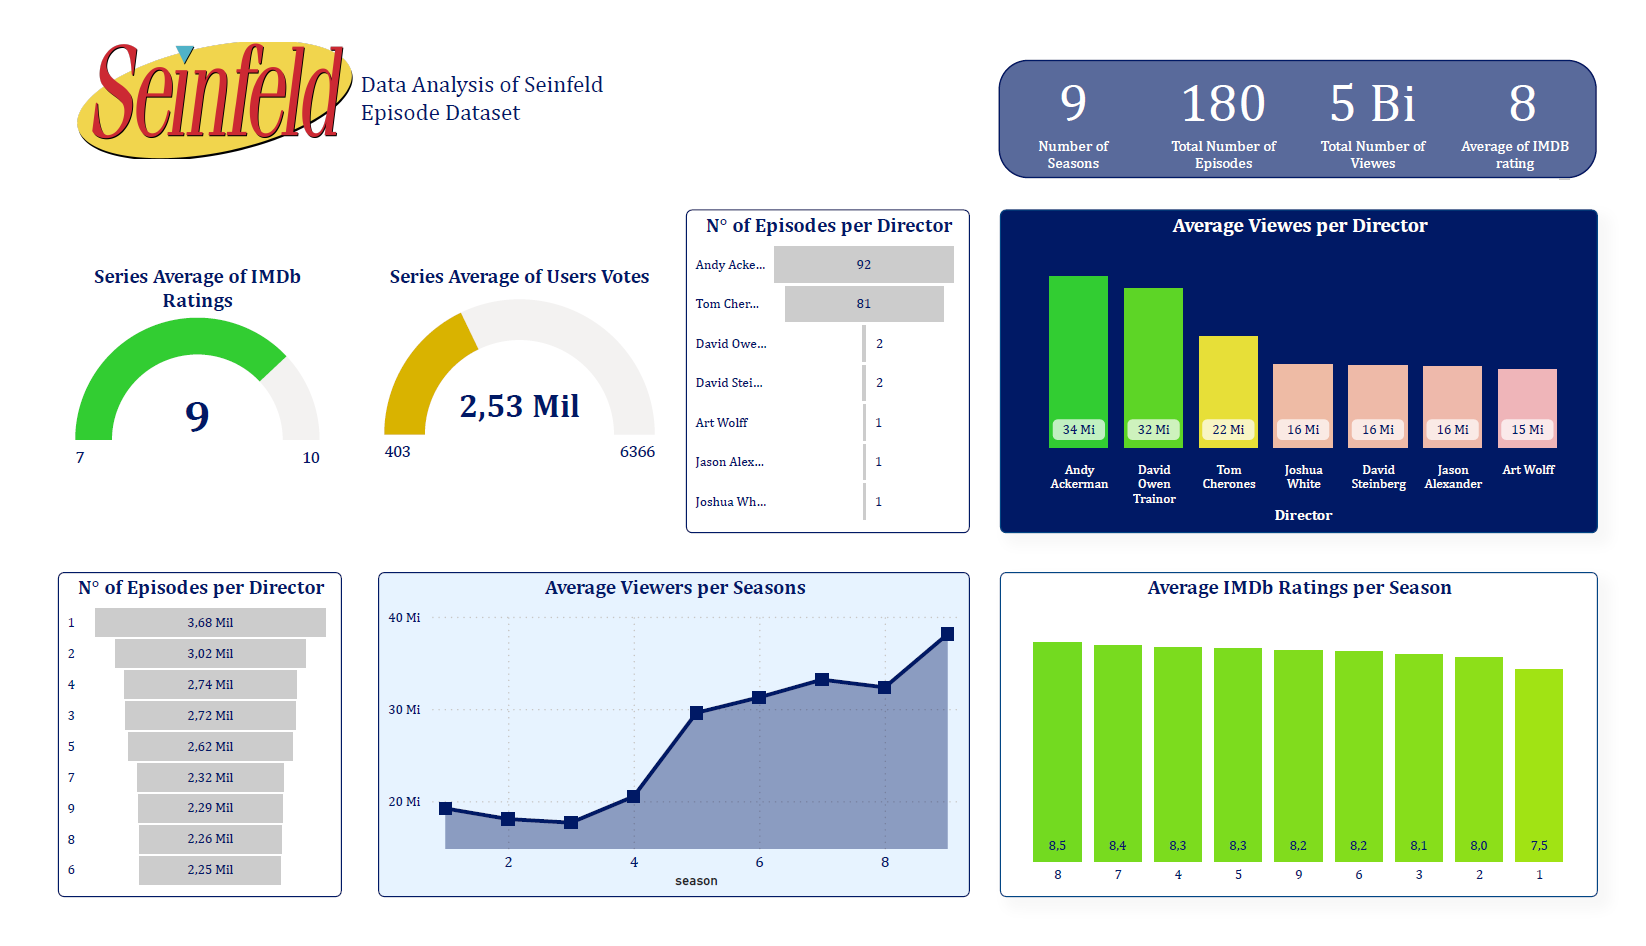 Seinfeld
Data Analysis of Seinfeld
Episode Dataset
9
Number of
Seasons
180
Total Number of
Episodes
5 Bi
Total Number of
Viewes
8
Average of IMDB
rating
Series Average of IMDb
Ratings
9
7
10
Series Average of Users Votes
2,53 Mil
403
6366
N° of Episodes per Director
Andy Acke... 92
Tom Cher... 81
David Owe... 2
David Stei... 2
Art Wolff 1
Jason Alex... 1
Joshua Wh... 1
Average Viewes per Director
34 Mi
32 Mi
22 Mi
16 Mi
16 Mi
16 Mi
15 Mi
Andy
Ackerman
David
Owen
Trainor
Tom
Cherones
Joshua
White
David
Steinberg
Jason
Alexander
Art Wolff
Director
N° of Episodes per Director
1 3,68 Mil
2 3,02 Mil
4 2,74 Mil
3 2,72 Mil
5 2,62 Mil
7 2,32 Mil
9 2,29 Mil
8 2,26 Mil
6 2,25 Mil
Average Viewers per Seasons
40 Mi
30 Mi
20 Mi
2 4 6 8
season
Average IMDb Ratings per Season
8,5 8,4 8,3 8,3 8,2 8,2 8,1 8,0 7,5
8 7 4 5 9 6 3 2 1